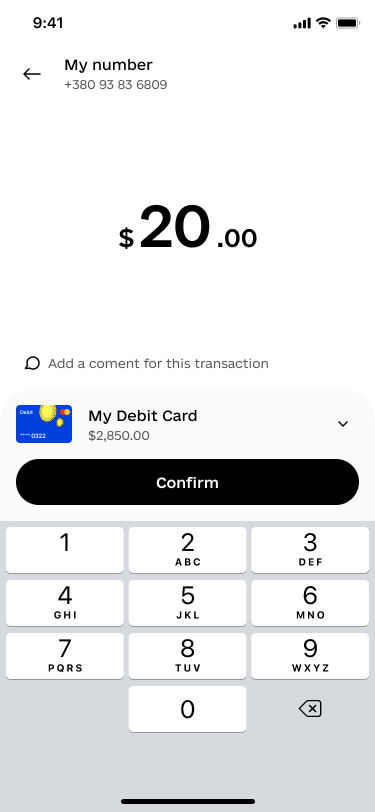 9:41
My number
+380 93 83 6809
$20.00
Add a coment for this transaction
Debit
**** 0322
My Debit Card
$2,850.00
Confirm
1
2
ABC
3
DEF
4
GHI
5
JKL
6
MNO
7
PQRS
8
TUV
9
WXYZ
0